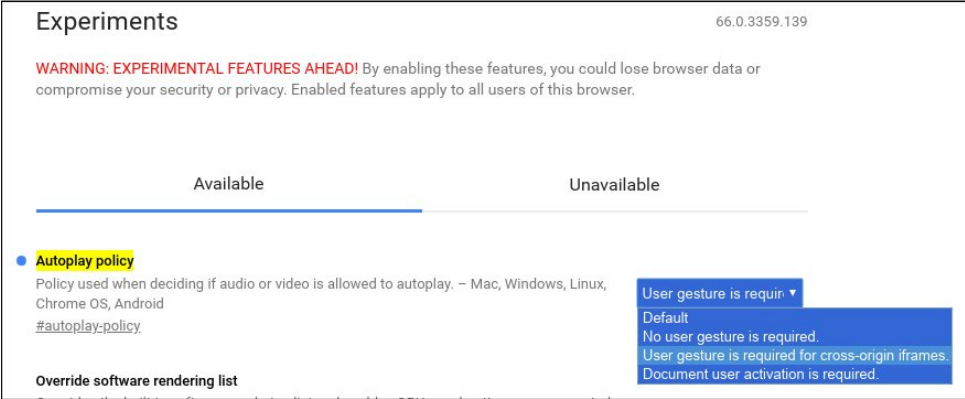 Experiments
66.0.3359.139
WARNING: EXPERIMENTAL FEATURES AHEAD! By enabling these features, you could lose browser data or
compromise your security or privacy. Enabled features apply to all users of this browser.
Available
Unavailable
Autoplay policy
Policy used when deciding if audio or video is allowed to autoplay. – Mac, Windows, Linux,
Chrome OS, Android
#autoplay-policy
User gesture is requir
Default
No user gesture is required.
User gesture is required for cross-origin iframes.
Document user activation is required.
Override software rendering list